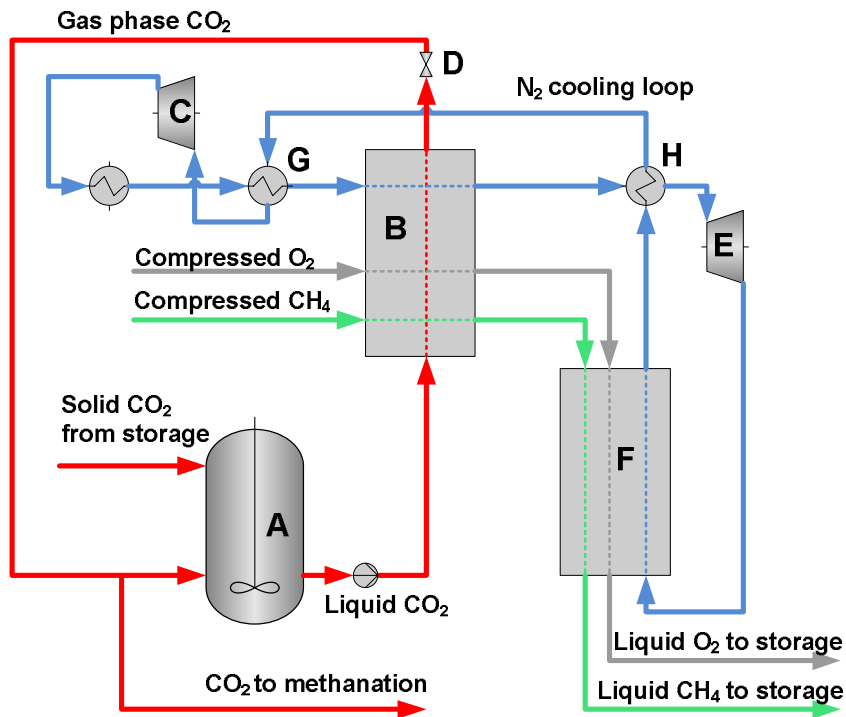 Gas phase CO₂
D
N₂ cooling loop
C
G
H
B
E
Compressed O₂
Compressed CH₄
Solid CO₂
from storage
F
A
Liquid CO₂
Liquid O₂ to storage
CO₂ to methanation
Liquid CH₄ to storage